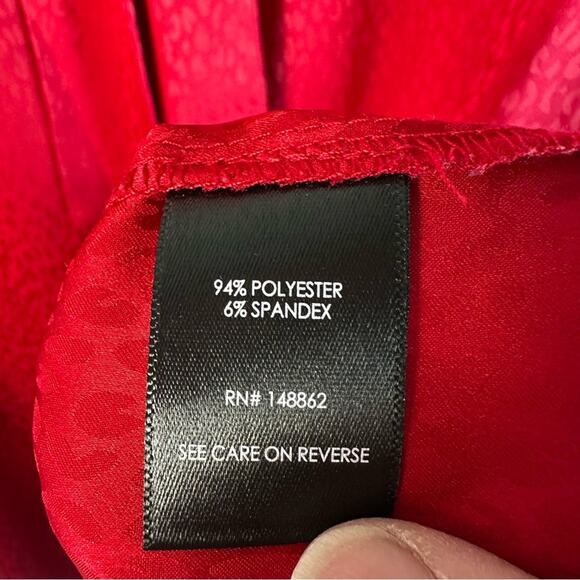 94% POLYESTER
6% SPANDEX
RN# 148862
SEE CARE ON REVERSE